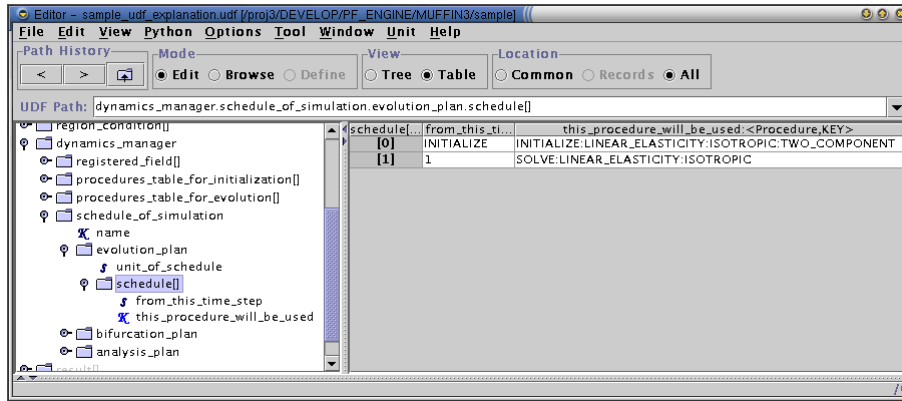 Editor - sample_udf_explanation.udf [/proj3/DEVELOP/PF_ENGINE/MUFFIN3/sample]
File Edit View Python Options Tool Window Unit Help
Path History Mode View Location
< > Edit Browse Define Tree Table Common Records All
UDF Path: dynamics_manager.schedule_of_simulation.evolution_plan.schedule[]
region_condition[]
dynamics_manager
registered_field[]
procedures_table_for_initialization[]
procedures_table_for_evolution[]
schedule_of_simulation
K name
evolution_plan
s unit_of_schedule
schedule[]
s from_this_time_step
K this_procedure_will_be_used
bifurcation_plan
analysis_plan
result[]
schedule[... from_this_ti... this_procedure_will_be_used:<Procedure,KEY>
[0] INITIALIZE INITIALIZE:LINEAR_ELASTICITY:ISOTROPIC:TWO_COMPONENT
[1] 1 SOLVE:LINEAR_ELASTICITY:ISOTROPIC